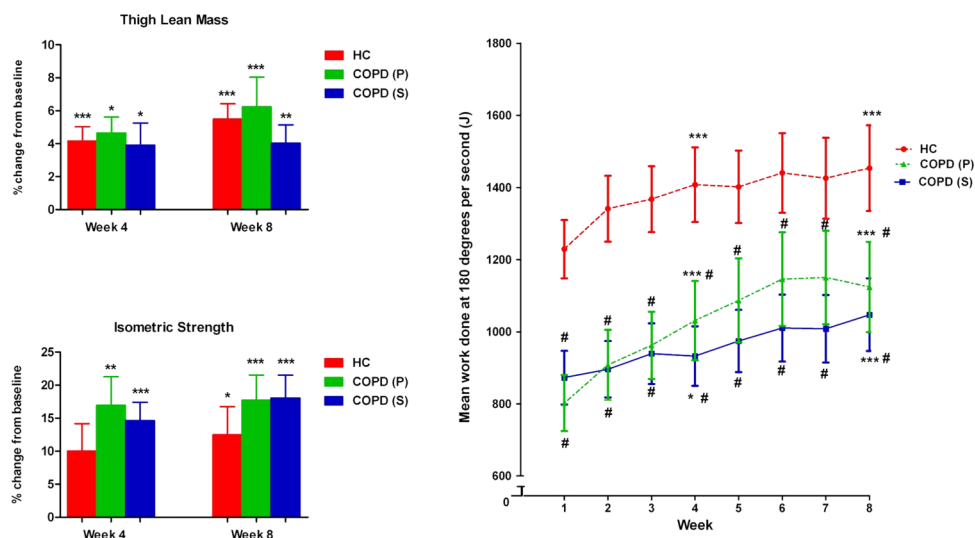 Thigh Lean Mass
% change from baseline
10
8
6
4
2
0
*** * *
*** *** **
Week 4 Week 8
HC
COPD (P)
COPD (S)
Isometric Strength
% change from baseline
25
20
15
10
5
0
** ***
* *** ***
Week 4 Week 8
HC
COPD (P)
COPD (S)
Mean work done at 180 degrees per second (J)
1800
1600
1400
1200
1000
800
600
0
*** ***
# # # *** # # # # *** #
# # # * # # # # *** #
1 2 3 4 5 6 7 8
Week
HC
COPD (P)
COPD (S)